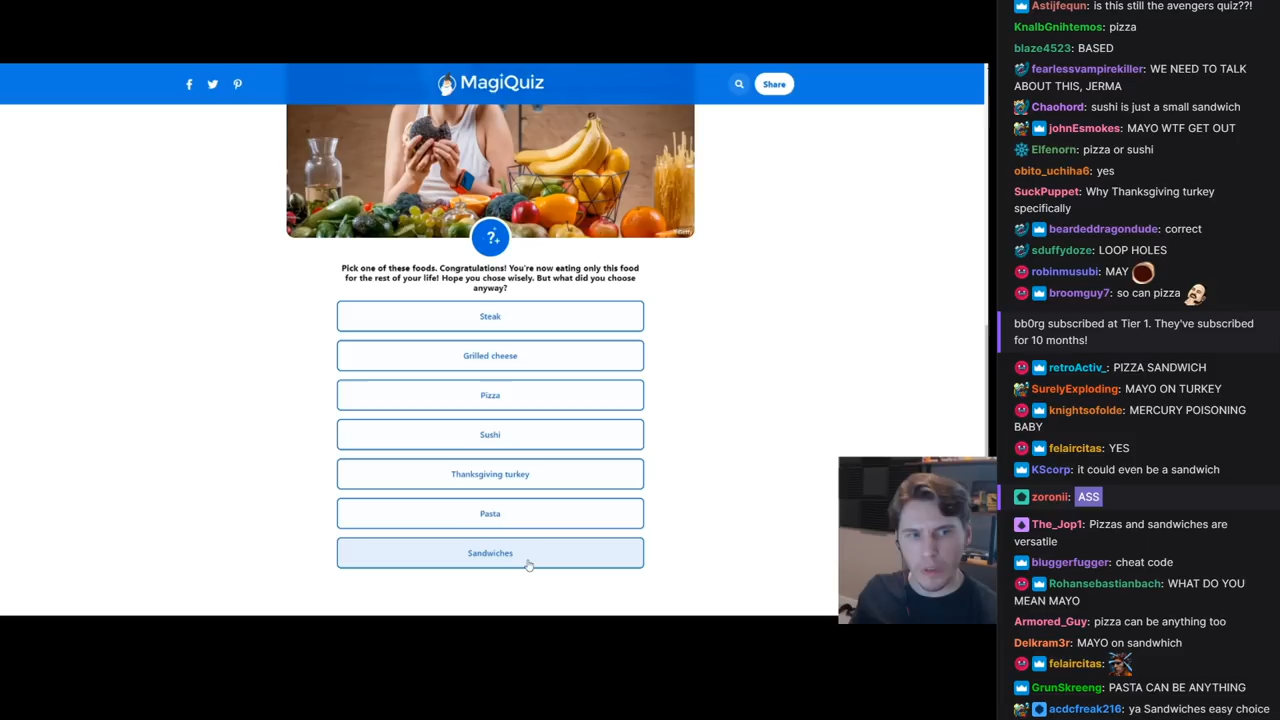 MagiQuiz
Share
Getty
Pick one of these foods. Congratulations! You're now eating only this food
for the rest of your life! Hope you chose wisely. But what did you choose
anyway?
Steak
Grilled cheese
Pizza
Sushi
Thanksgiving turkey
Pasta
Sandwiches
Astijfequn: is this still the avengers quiz??!
KnalbGnihtemos: pizza
blaze4523: BASED
fearlessvampirekiller: WE NEED TO TALK
ABOUT THIS, JERMA
Chaohord: sushi is just a small sandwich
johnEsmokes: MAYO WTF GET OUT
Elfenorn: pizza or sushi
obito_uchiha6: yes
SuckPuppet: Why Thanksgiving turkey
specifically
beardeddragondude: correct
sduffydoze: LOOP HOLES
robinmusubi: MAY
broomguy7: so can pizza
bb0rg subscribed at Tier 1. They've subscribed
for 10 months!
retroActiv_: PIZZA SANDWICH
SurelyExploding: MAYO ON TURKEY
knightsofolde: MERCURY POISONING
BABY
felaircitas: YES
KScorp: it could even be a sandwich
zoronii: ASS
The_Jop1: Pizzas and sandwiches are
versatile
bluggerfugger: cheat code
Rohansebastianbach: WHAT DO YOU
MEAN MAYO
Armored_Guy: pizza can be anything too
Delkram3r: MAYO on sandwhich
felaircitas:
GrunSkreeng: PASTA CAN BE ANYTHING
acdcfreak216: ya Sandwiches easy choice